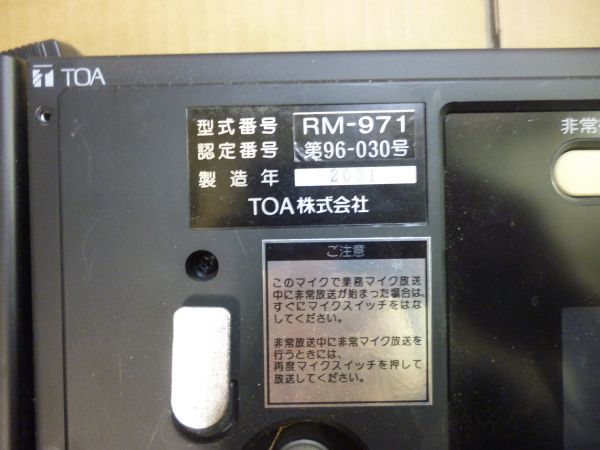 TOA
型式番号 RM-971
認定番号 第96-030号
製造年 2001
TOA株式会社
非常
ご注意
このマイクで業務マイク放送
中に非常放送が始まった場合は、
すぐにマイクスイッチをはな
してください。
非常放送中に非常マイク放送を
行うときには、
再度マイクスイッチを押して
放送してください。